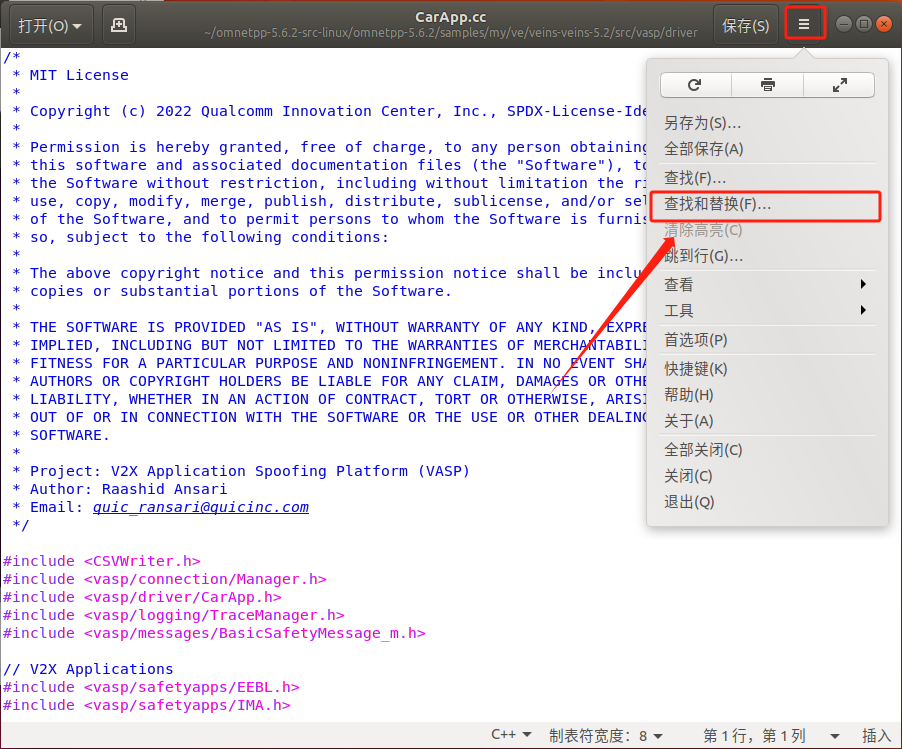 打开(O)
CarApp.cc
~/omnetpp-5.6.2-src-linux/omnetpp-5.6.2/samples/my/ve/veins-veins-5.2/src/vasp/driver
保存(S)
/*
* MIT License
*
* Copyright (c) 2022 Qualcomm Innovation Center, Inc., SPDX-License-Ide
*
* Permission is hereby granted, free of charge, to any person obtaining
* this software and associated documentation files (the "Software"), to
* the Software without restriction, including without limitation the ri
* use, copy, modify, merge, publish, distribute, sublicense, and/or sel
* of the Software, and to permit persons to whom the Software is furnis
* so, subject to the following conditions:
*
* The above copyright notice and this permission notice shall be inclu
* copies or substantial portions of the Software.
*
* THE SOFTWARE IS PROVIDED "AS IS", WITHOUT WARRANTY OF ANY KIND, EXPRE
* IMPLIED, INCLUDING BUT NOT LIMITED TO THE WARRANTIES OF MERCHANTABILI
* FITNESS FOR A PARTICULAR PURPOSE AND NONINFRINGEMENT. IN NO EVENT SHA
* AUTHORS OR COPYRIGHT HOLDERS BE LIABLE FOR ANY CLAIM, DAMAGES OR OTHE
* LIABILITY, WHETHER IN AN ACTION OF CONTRACT, TORT OR OTHERWISE, ARISI
* OUT OF OR IN CONNECTION WITH THE SOFTWARE OR THE USE OR OTHER DEALING
* SOFTWARE.
*
* Project: V2X Application Spoofing Platform (VASP)
* Author: Raashid Ansari
* Email: quic_ransari@quicinc.com
*/
#include <CSVWriter.h>
#include <vasp/connection/Manager.h>
#include <vasp/driver/CarApp.h>
#include <vasp/logging/TraceManager.h>
#include <vasp/messages/BasicSafetyMessage_m.h>
// V2X Applications
#include <vasp/safetyapps/EEBL.h>
#include <vasp/safetyapps/IMA.h>
另存为(S)…
全部保存(A)
查找(F)…
查找和替换(F)…
清除高亮(C)
跳到行(G)…
查看
工具
首选项(P)
快捷键(K)
帮助(H)
关于(A)
全部关闭(C)
关闭(C)
退出(Q)
C++ 制表符宽度: 8 第 1 行，第 1 列 插入